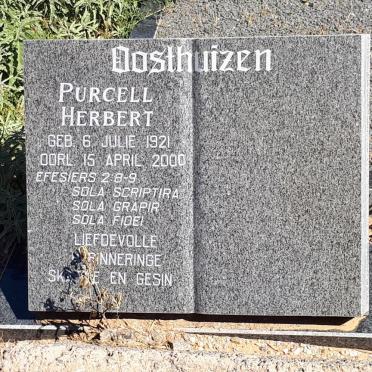 Oosthuizen
PURCELL
HERBERT
GEB. 6 JULIE 1921
OORL 15 APRIL 2000
EFESIERS 2:8-9
SOLA SCRIPTIRA
SOLA GRAPIR
SOLA FIDEI
LIEFDEVOLLE
EN GESIN